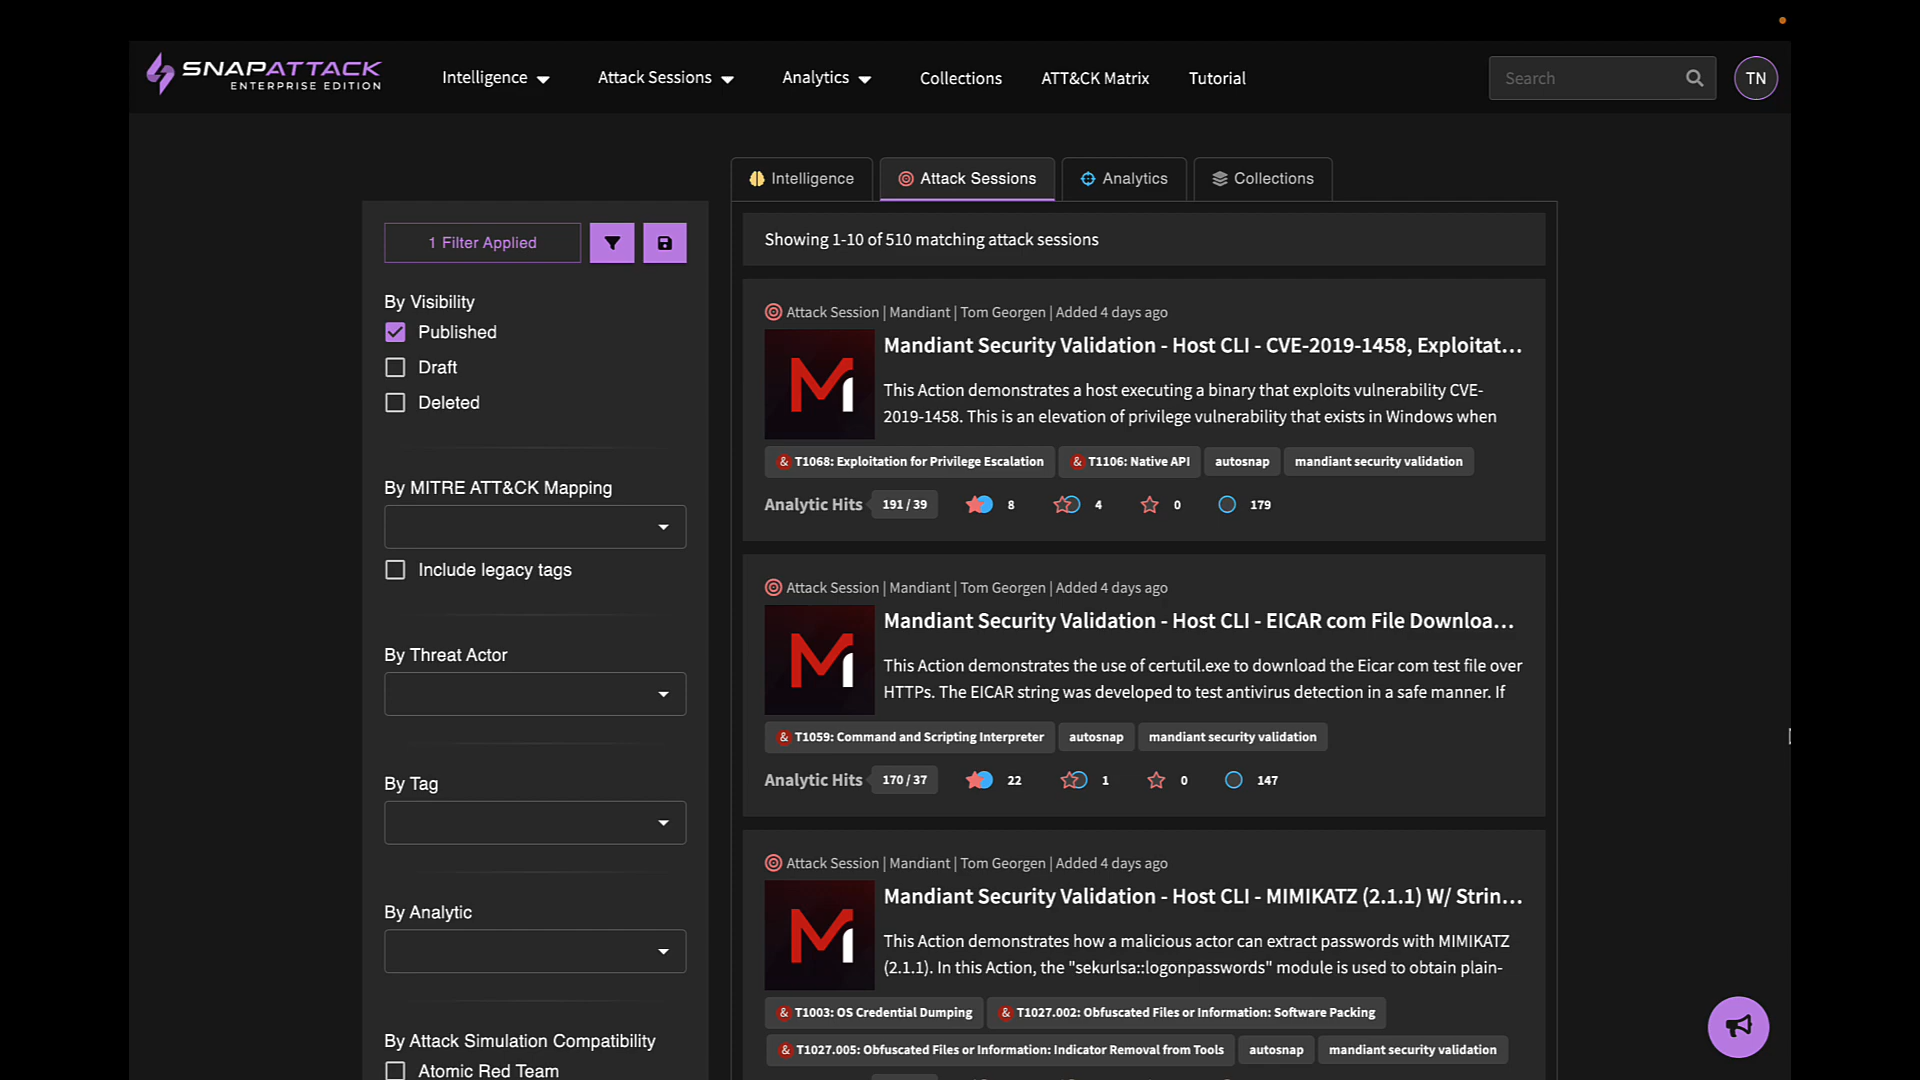 SNAPATTACK
ENTERPRISE EDITION
Intelligence
Attack Sessions
Analytics
Collections
ATT&CK Matrix
Tutorial
Search
TN
Intelligence
Attack Sessions
Analytics
Collections
1 Filter Applied
By Visibility
Published
Draft
Deleted
By MITRE ATT&CK Mapping
Include legacy tags
By Threat Actor
By Tag
By Analytic
By Attack Simulation Compatibility
Atomic Red Team
Showing 1-10 of 510 matching attack sessions
Attack Session | Mandiant | Tom Georgen | Added 4 days ago
Mandiant Security Validation - Host CLI - CVE-2019-1458, Exploitat...
This Action demonstrates a host executing a binary that exploits vulnerability CVE-
2019-1458. This is an elevation of privilege vulnerability that exists in Windows when
& T1068: Exploitation for Privilege Escalation
& T1106: Native API
autosnap
mandiant security validation
Analytic Hits 191 / 39 8 4 0 179
Attack Session | Mandiant | Tom Georgen | Added 4 days ago
Mandiant Security Validation - Host CLI - EICAR com File Downloa...
This Action demonstrates the use of certutil.exe to download the Eicar com test file over
HTTPs. The EICAR string was developed to test antivirus detection in a safe manner. If
& T1059: Command and Scripting Interpreter
autosnap
mandiant security validation
Analytic Hits 170 / 37 22 1 0 147
Attack Session | Mandiant | Tom Georgen | Added 4 days ago
Mandiant Security Validation - Host CLI - MIMIKATZ (2.1.1) W/ Strin...
This Action demonstrates how a malicious actor can extract passwords with MIMIKATZ
(2.1.1). In this Action, the "sekurlsa::logonpasswords" module is used to obtain plain-
& T1003: OS Credential Dumping
& T1027.002: Obfuscated Files or Information: Software Packing
& T1027.005: Obfuscated Files or Information: Indicator Removal from Tools
autosnap
mandiant security validation